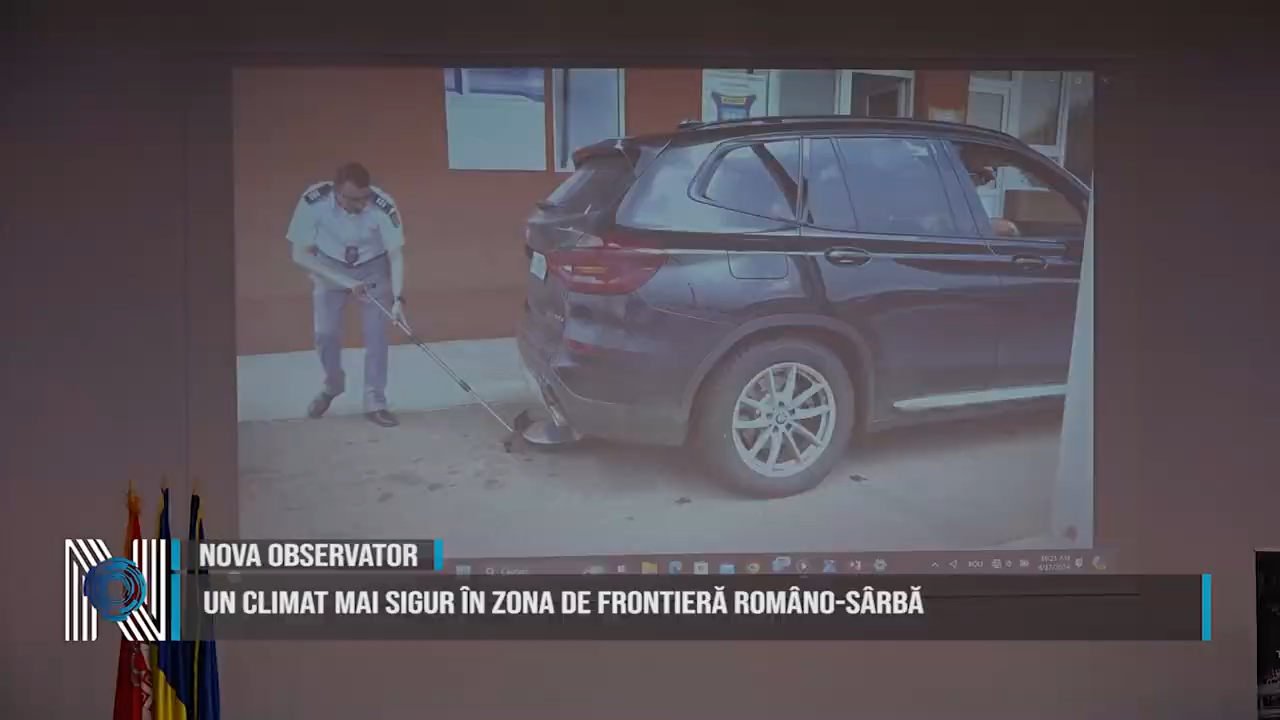 NOVA OBSERVATOR
UN CLIMAT MAI SIGUR ÎN ZONA DE FRONTIERĂ ROMÂNO-SÂRBĂ